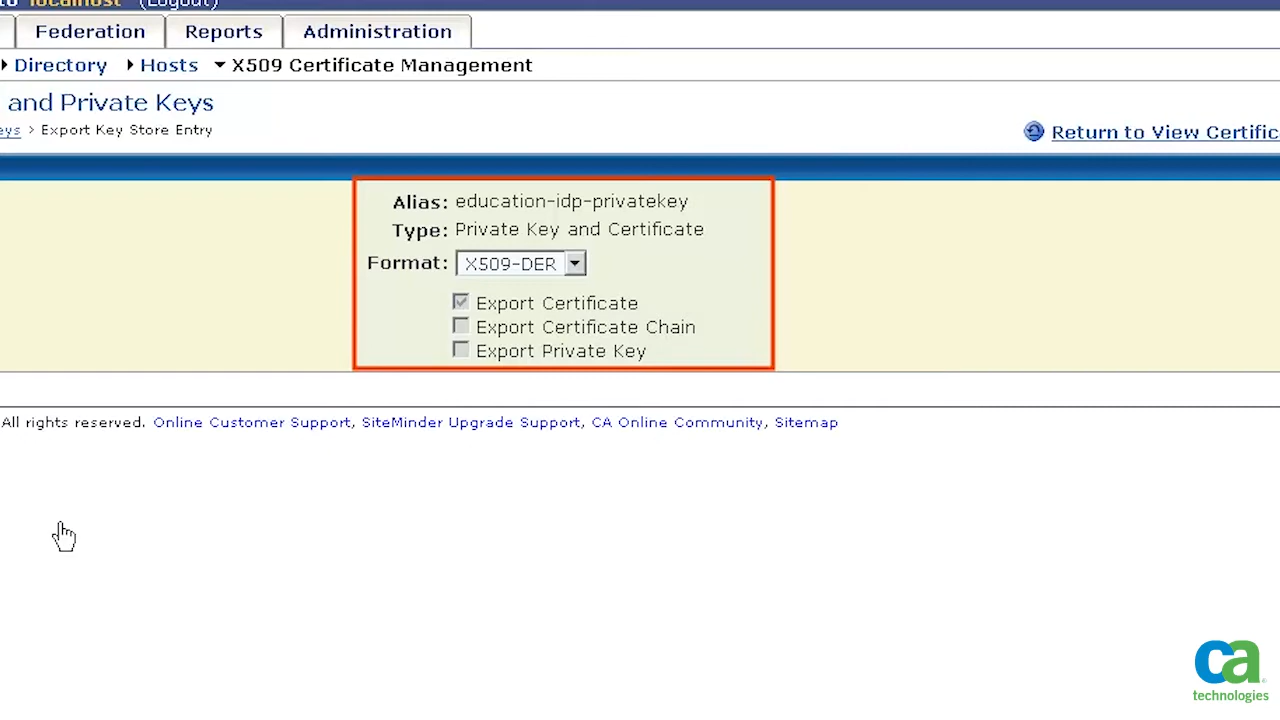 localhost (Logout)
Federation Reports Administration
Directory Hosts X509 Certificate Management
and Private Keys
eys > Export Key Store Entry
Return to View Certific
Alias: education-idp-privatekey
Type: Private Key and Certificate
Format: X509-DER
Export Certificate
Export Certificate Chain
Export Private Key
All rights reserved. Online Customer Support, SiteMinder Upgrade Support, CA Online Community, Sitemap
ca
technologies